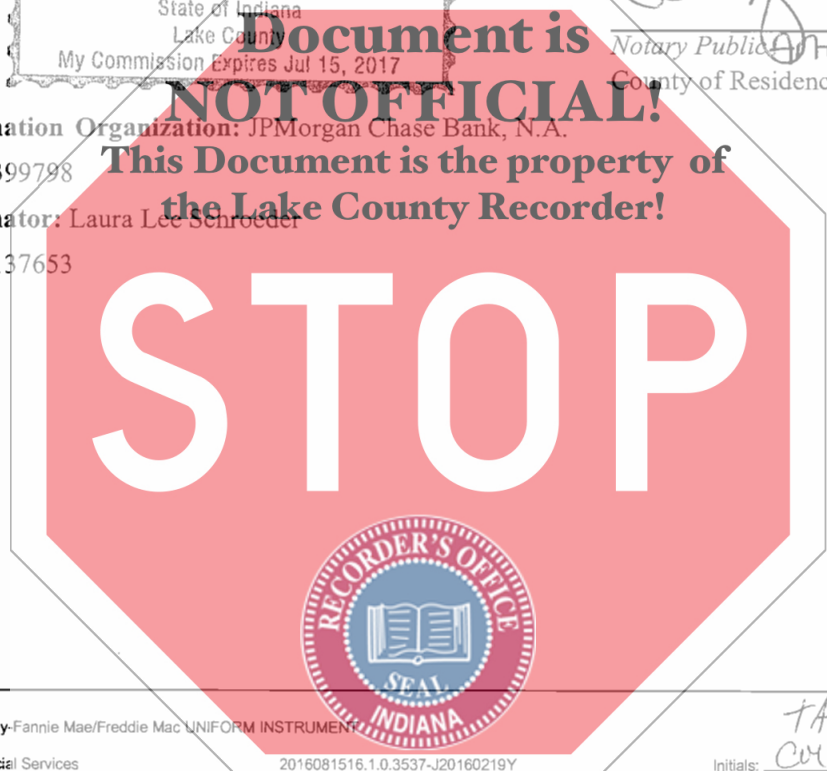 State of Indiana
Lake County
My Commission Expires Jul 15, 2017
Document is
NOT OFFICIAL!
This Document is the property of
the Lake County Recorder!
Notary Public
County of Residenc
ation Organization: JPMorgan Chase Bank, N.A.
99798
ator: Laura Lee Schroeder
37653
STOP
RECORDER'S OFFICE
SEAL
INDIANA
y-Fannie Mae/Freddie Mac UNIFORM INSTRUMENT
ial Services
2016081516.1.0.3537-J20160219Y
Initials: